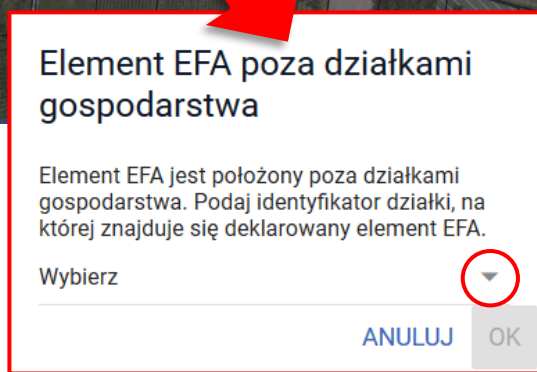 Element EFA poza działkami
gospodarstwa
Element EFA jest położony poza działkami
gospodarstwa. Podaj identyfikator działki, na
której znajduje się deklarowany element EFA.
Wybierz
ANULUJ OK